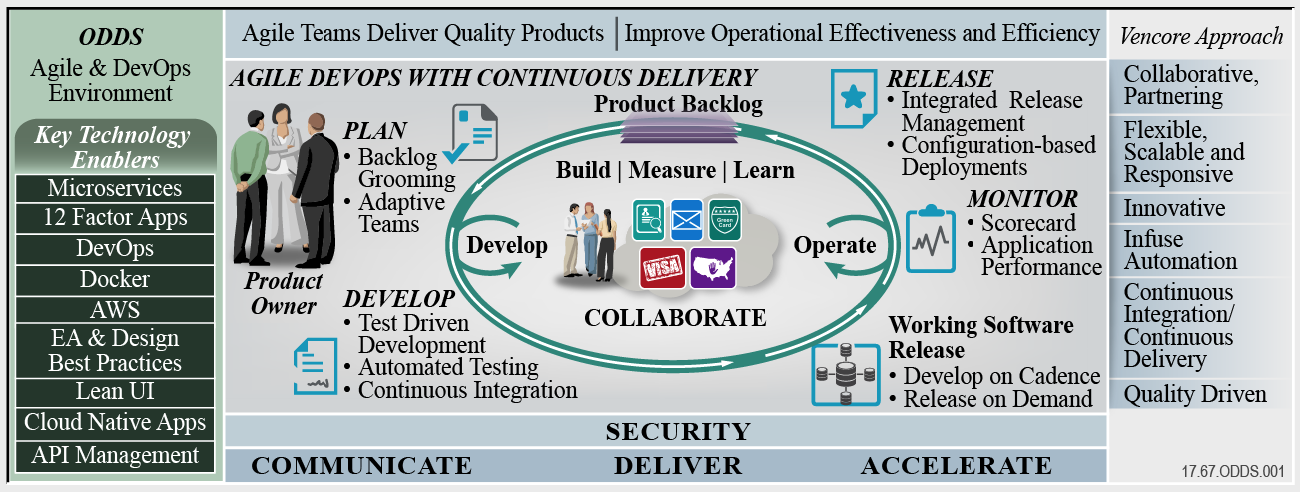 ODDS
Agile & DevOps
Environment
Key Technology
Enablers
Microservices
12 Factor Apps
DevOps
Docker
AWS
EA & Design
Best Practices
Lean UI
Cloud Native Apps
API Management
Agile Teams Deliver Quality Products | Improve Operational Effectiveness and Efficiency
AGILE DEVOPS WITH CONTINUOUS DELIVERY
Product Owner
PLAN
• Backlog
Grooming
• Adaptive
Teams
DEVELOP
• Test Driven
Development
• Automated Testing
• Continuous Integration
Product Backlog
Build | Measure | Learn
Develop
Operate
Green
Card
VISA
COLLABORATE
RELEASE
• Integrated Release
Management
• Configuration-based
Deployments
MONITOR
• Scorecard
• Application
Performance
Working Software
Release
• Develop on Cadence
• Release on Demand
SECURITY
COMMUNICATE DELIVER ACCELERATE
Vencore Approach
Collaborative,
Partnering
Flexible,
Scalable and
Responsive
Innovative
Infuse
Automation
Continuous
Integration/
Continuous
Delivery
Quality Driven
17.67.ODDS.001